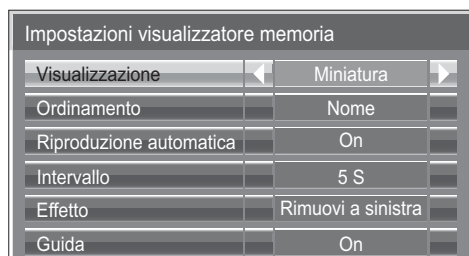 Impostazioni visualizzatore memoria
Visualizzazione Miniatura
Ordinamento Nome
Riproduzione automatica On
Intervallo 5 S
Effetto Rimuovi a sinistra
Guida On